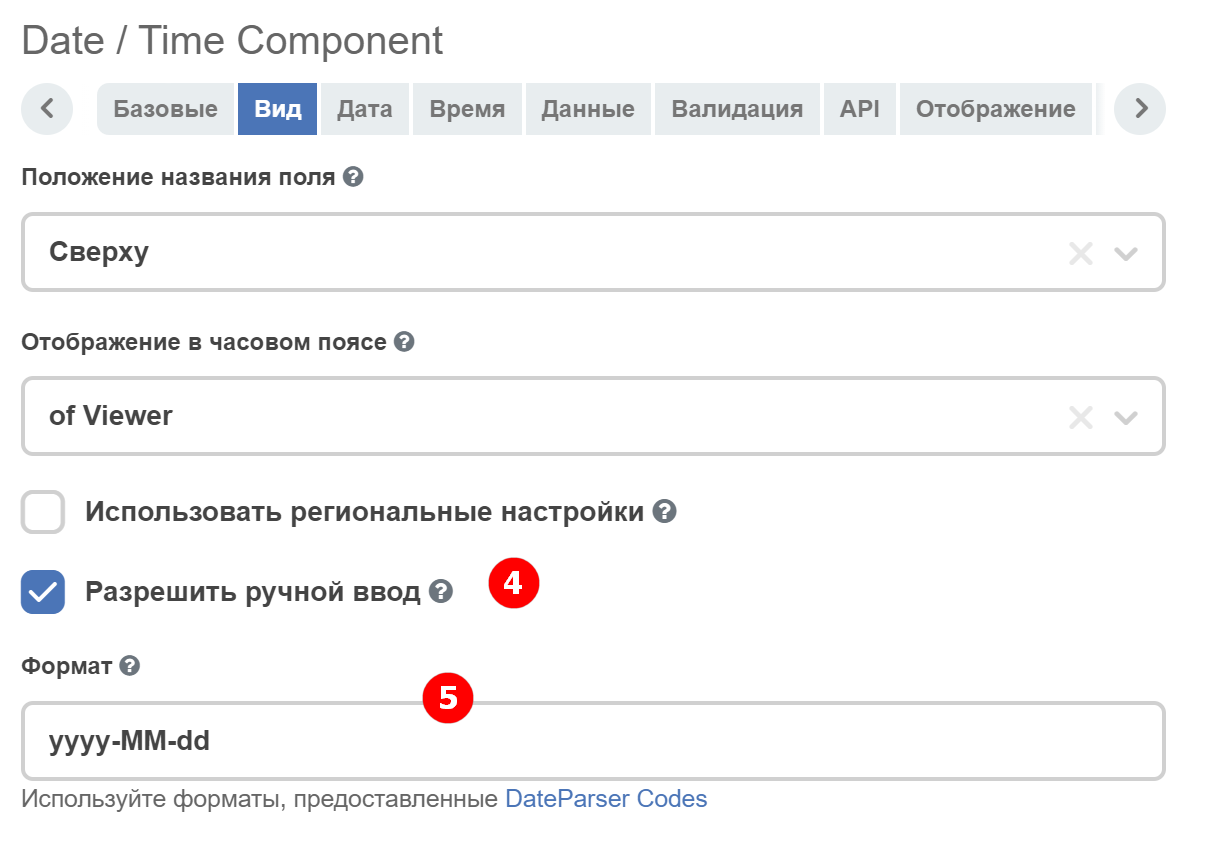 Date / Time Component
Базовые Вид Дата Время Данные Валидация API Отображение
Положение названия поля ?
Сверху
Отображение в часовом поясе ?
of Viewer
Использовать региональные настройки ?
Разрешить ручной ввод ? 4
Формат ?
5
yyyy-MM-dd
Используйте форматы, предоставленные DateParser Codes